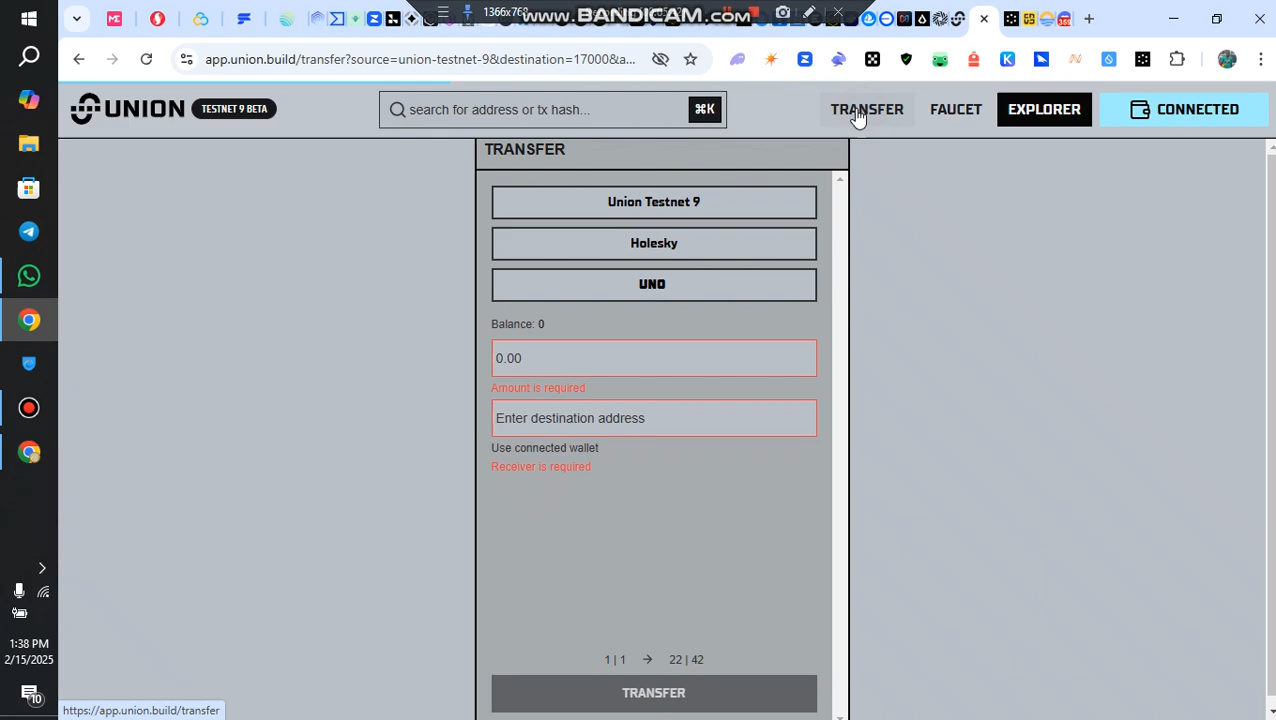 1366x768
www.BANDICAM.com
app.union.build/transfer?source=union-testnet-9&destination=17000&a...
UNION
TESTNET 9 BETA
search for address or tx hash...
⌘K
TRANSFER
FAUCET
EXPLORER
CONNECTED
TRANSFER
Union Testnet 9
Holesky
UNO
Balance: 0
0.00
Amount is required
Enter destination address
Use connected wallet
Receiver is required
1 | 1 → 22 | 42
TRANSFER
1:38 PM
2/15/2025
10
https://app.union.build/transfer